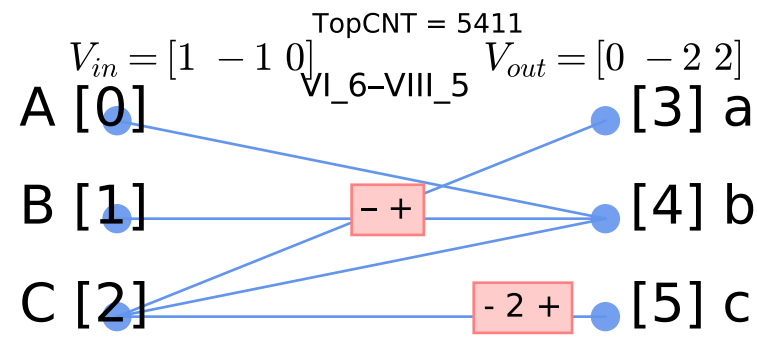 TopCNT = 5411
V_in = [1 − 1 0] V_out = [0 − 2 2]
VI_6–VIII_5
A [0] [3] a
B [1] – + [4] b
C [2] - 2 + [5] c